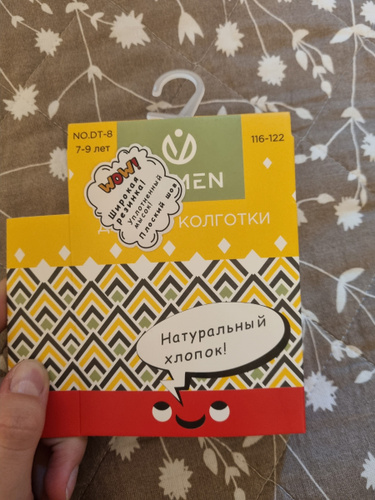 NO.DT-8
7-9 лет
116-122
MEN
КОЛГОТКИ
WOW!
Широкая
резинка!
Уплотненный
мысок!
Плоский шов
Натуральный
хлопок!